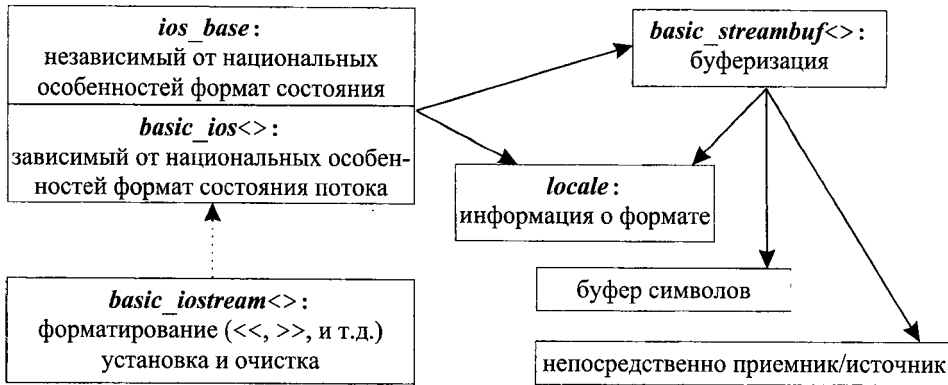 ios_base:
независимый от национальных
особенностей формат состояния
basic_ios<>:
зависимый от национальных особен-
ностей формат состояния потока
basic_iostream<>:
форматирование (<<, >>, и т.д.)
установка и очистка
basic_streambuf<>:
буферизация
locale:
информация о формате
буфер символов
непосредственно приемник/источник